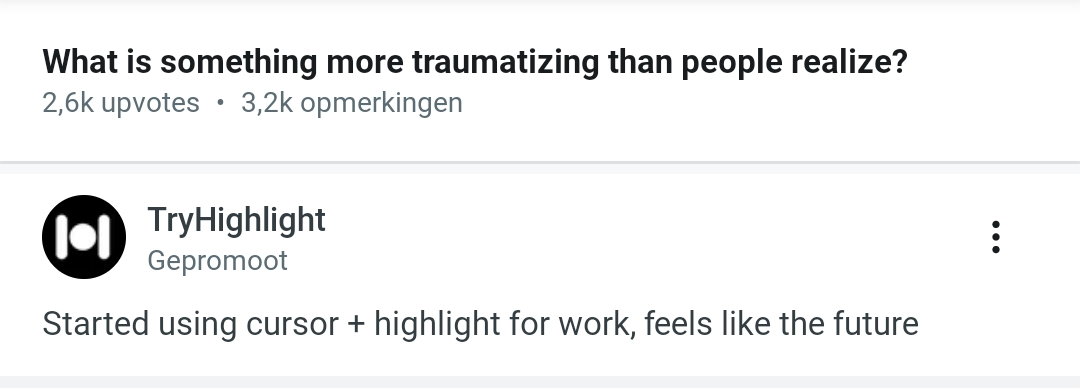 What is something more traumatizing than people realize?
2,6k upvotes • 3,2k opmerkingen
TryHighlight
Gepromoot
Started using cursor + highlight for work, feels like the future